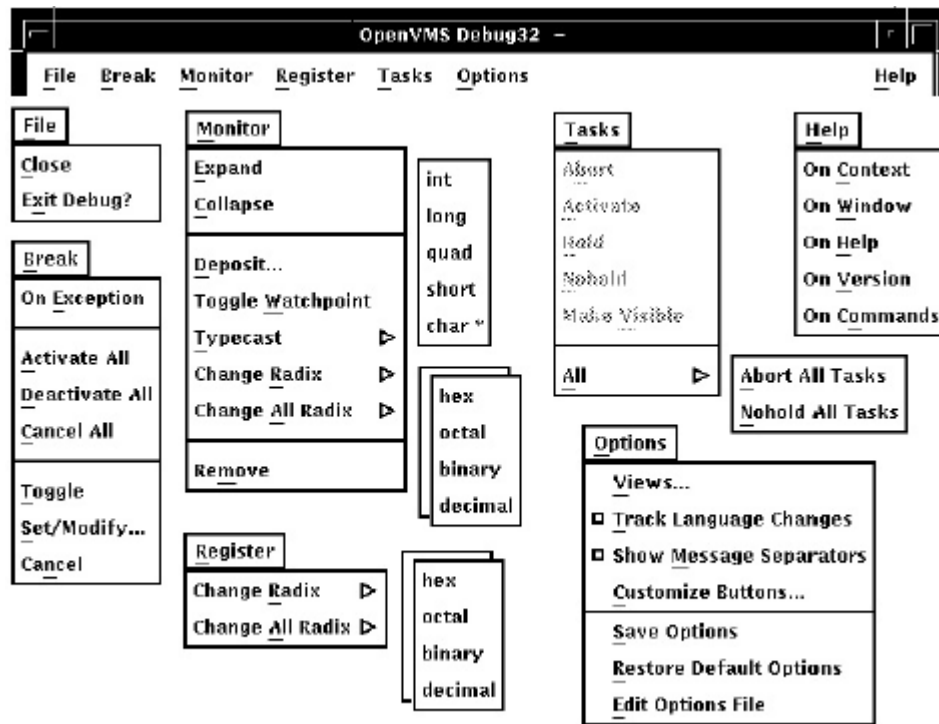 OpenVMS Debug32 -
File Break Monitor Register Tasks Options Help
File
Close
Exit Debug?
Break
On Exception
Activate All
Deactivate All
Cancel All
Toggle
Set/Modify...
Cancel
Monitor
Expand
Collapse
Deposit...
Toggle Watchpoint
Typecast
Change Radix
Change All Radix
Remove
int
long
quad
short
char *
hex
octal
binary
decimal
Register
Change Radix
Change All Radix
hex
octal
binary
decimal
Tasks
Abort
Activate
Hold
Nohold
Make Visible
All
Abort All Tasks
Nohold All Tasks
Help
On Context
On Window
On Help
On Version
On Commands
Options
Views...
Track Language Changes
Show Message Separators
Customize Buttons...
Save Options
Restore Default Options
Edit Options File